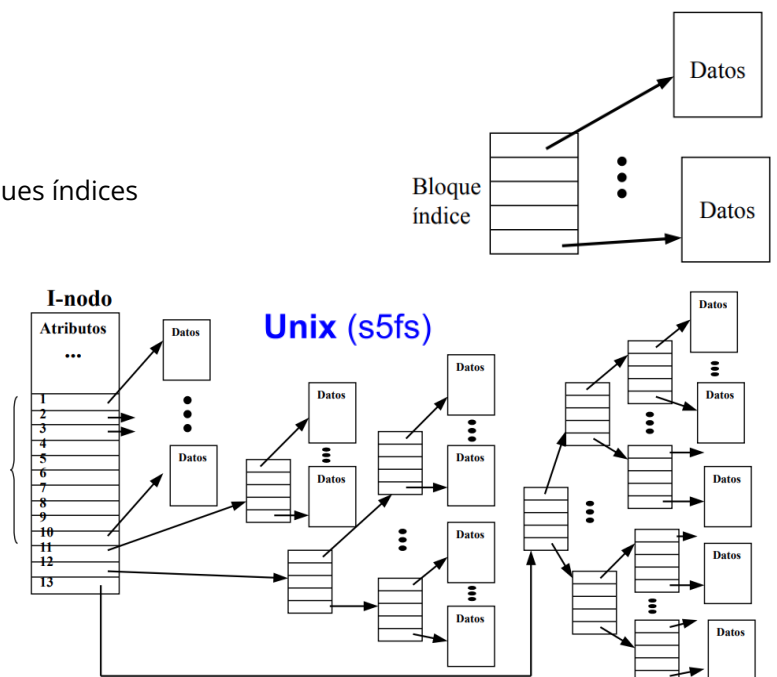 Datos
ues índices
Bloque
índice
Datos
I-nodo
Atributos
...
Unix (s5fs)
1
2
3
4
5
6
7
8
9
10
11
12
13
Datos
Datos
Datos
Datos
Datos
Datos
Datos
Datos
Datos
Datos
Datos
Datos
Datos